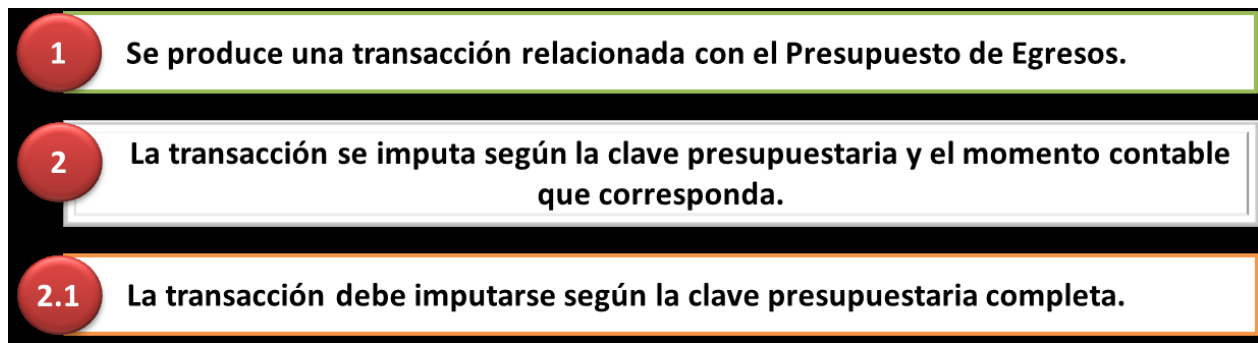 1
Se produce una transacción relacionada con el Presupuesto de Egresos.
2
La transacción se imputa según la clave presupuestaria y el momento contable
que corresponda.
2.1
La transacción debe imputarse según la clave presupuestaria completa.